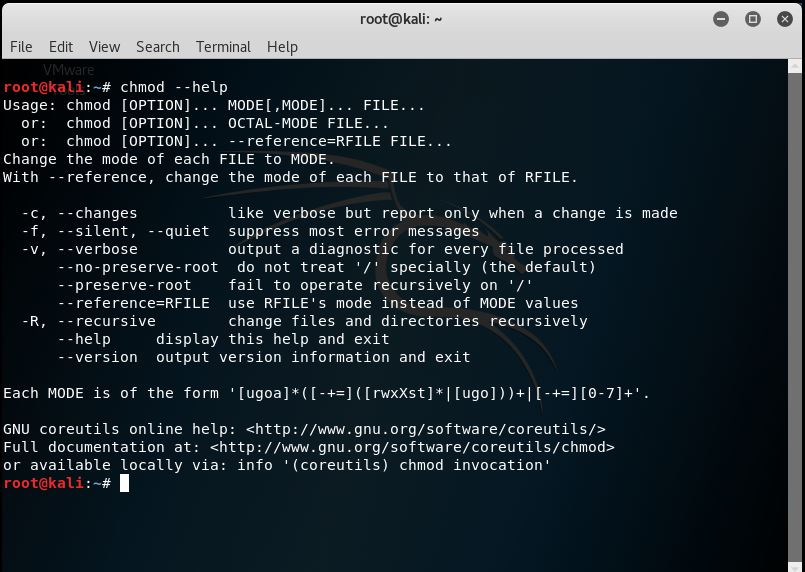 root@kali: ~
File Edit View Search Terminal Help
VMware
root@kali:~# chmod --help
Usage: chmod [OPTION]... MODE[,MODE]... FILE...
  or:  chmod [OPTION]... OCTAL-MODE FILE...
  or:  chmod [OPTION]... --reference=RFILE FILE...
Change the mode of each FILE to MODE.
With --reference, change the mode of each FILE to that of RFILE.

  -c, --changes          like verbose but report only when a change is made
  -f, --silent, --quiet  suppress most error messages
  -v, --verbose          output a diagnostic for every file processed
      --no-preserve-root  do not treat '/' specially (the default)
      --preserve-root    fail to operate recursively on '/'
      --reference=RFILE  use RFILE's mode instead of MODE values
  -R, --recursive        change files and directories recursively
      --help     display this help and exit
      --version  output version information and exit

Each MODE is of the form '[ugoa]*([-+=]([rwxXst]*|[ugo]))+|[-+=][0-7]+'.

GNU coreutils online help: <http://www.gnu.org/software/coreutils/>
Full documentation at: <http://www.gnu.org/software/coreutils/chmod>
or available locally via: info '(coreutils) chmod invocation'
root@kali:~#